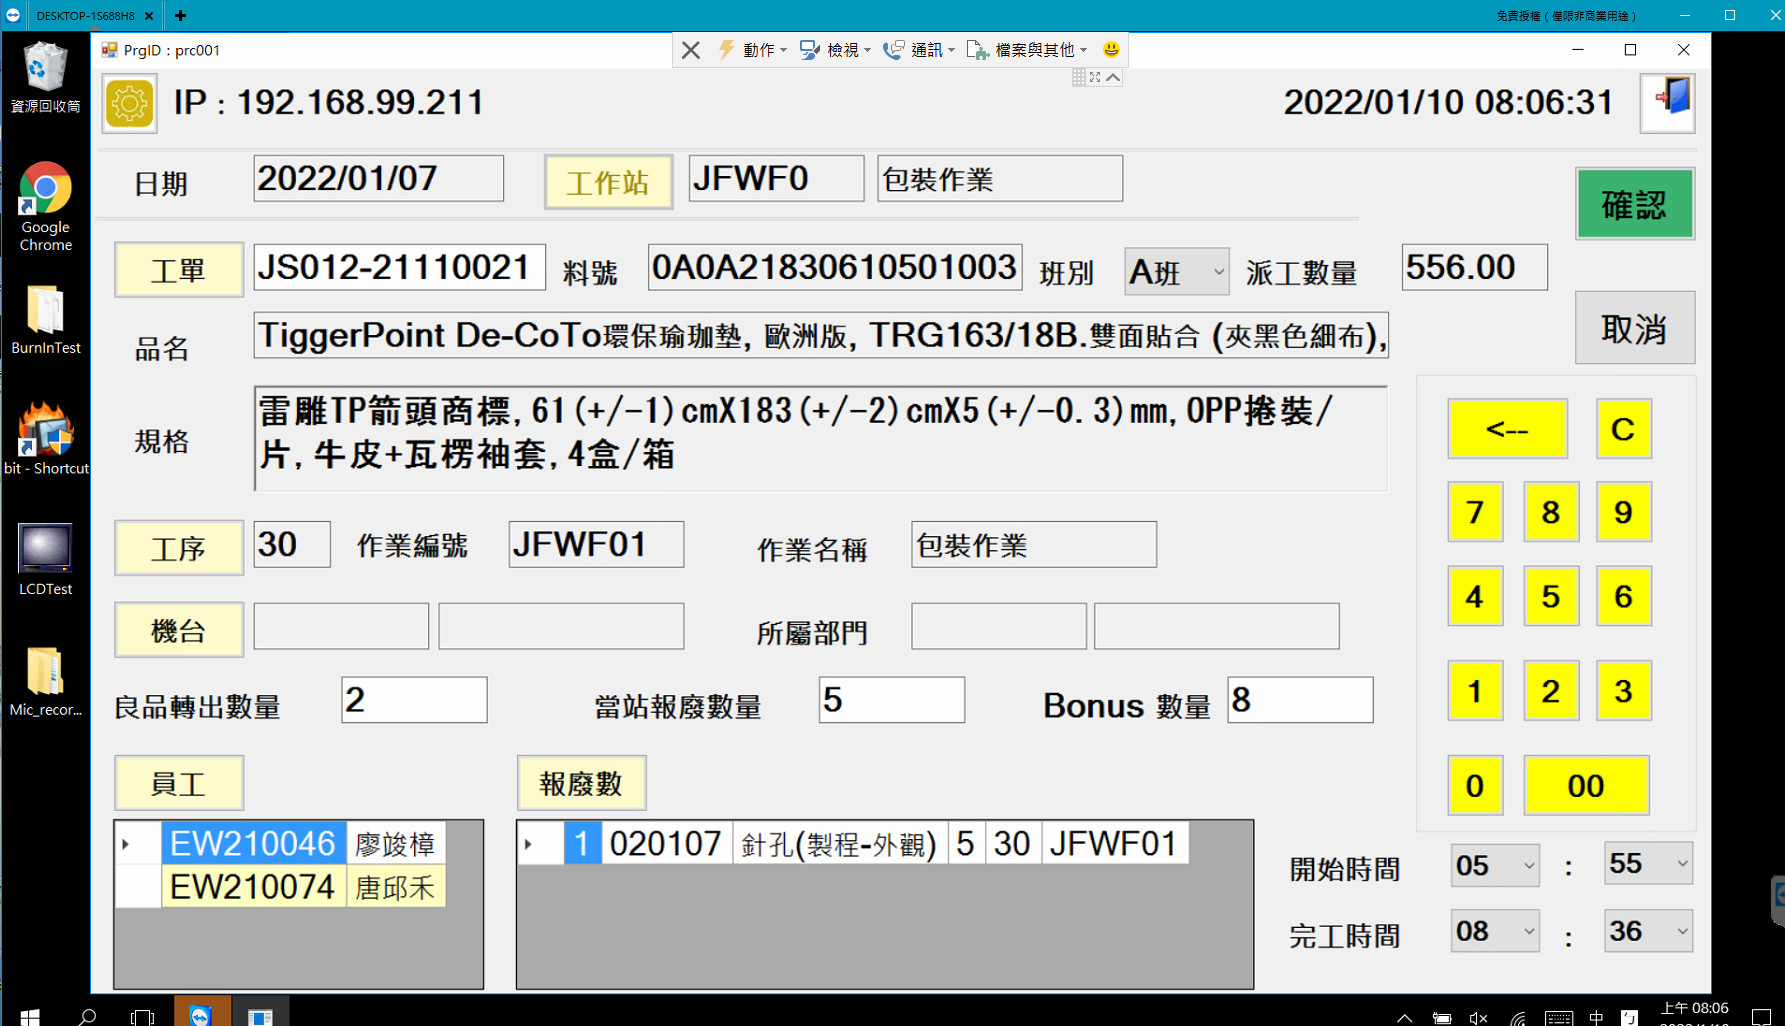 DESKTOP-1S688H8
免費授權（僅限非商業用途）
PrgID : prc001
動作
檢視
通訊
檔案與其他
資源回收筒
IP : 192.168.99.211
2022/01/10 08:06:31
日期
2022/01/07
工作站
JFWF0
包裝作業
確認
Google
Chrome
工單
JS012-21110021
料號
0A0A21830610501003
班別
A班
派工數量
556.00
取消
BurnInTest
品名
TiggerPoint De-CoTo環保瑜珈墊, 歐洲版, TRG163/18B.雙面貼合 (夾黑色細布),
規格
雷雕TP箭頭商標,61(+/-1)cmX183(+/-2)cmX5(+/-0.3)mm,OPP捲裝/
片,牛皮+瓦楞袖套,4盒/箱
<-- C
bit - Shortcut
7 8 9
工序
30
作業編號
JFWF01
作業名稱
包裝作業
LCDTest
4 5 6
機台
所屬部門
良品轉出數量
2
當站報廢數量
5
Bonus 數量
8
1 2 3
Mic_recor...
員工
報廢數
0 00
EW210046 廖竣樟
EW210074 唐邱禾
1 020107 針孔(製程-外觀) 5 30 JFWF01
開始時間
05 : 55
完工時間
08 : 36
中
上午 08:06